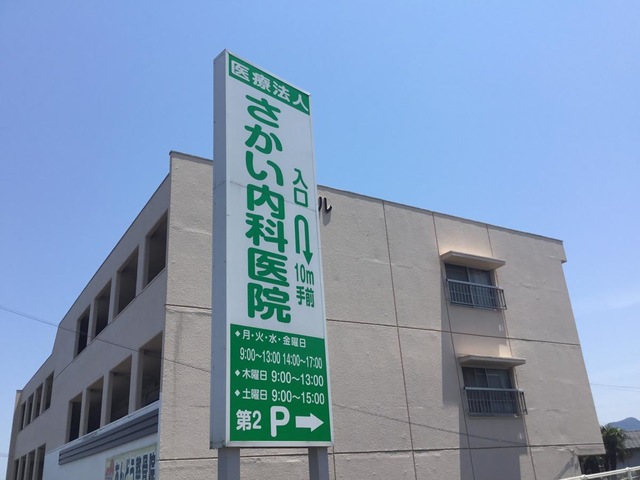 医療法人
さかい内科医院
入口
10m
手前
◆月・火・水・金曜日
9:00〜13:00 14:00〜17:00
◆木曜日 9:00〜13:00
◆土曜日 9:00〜15:00
第2 P →
ル